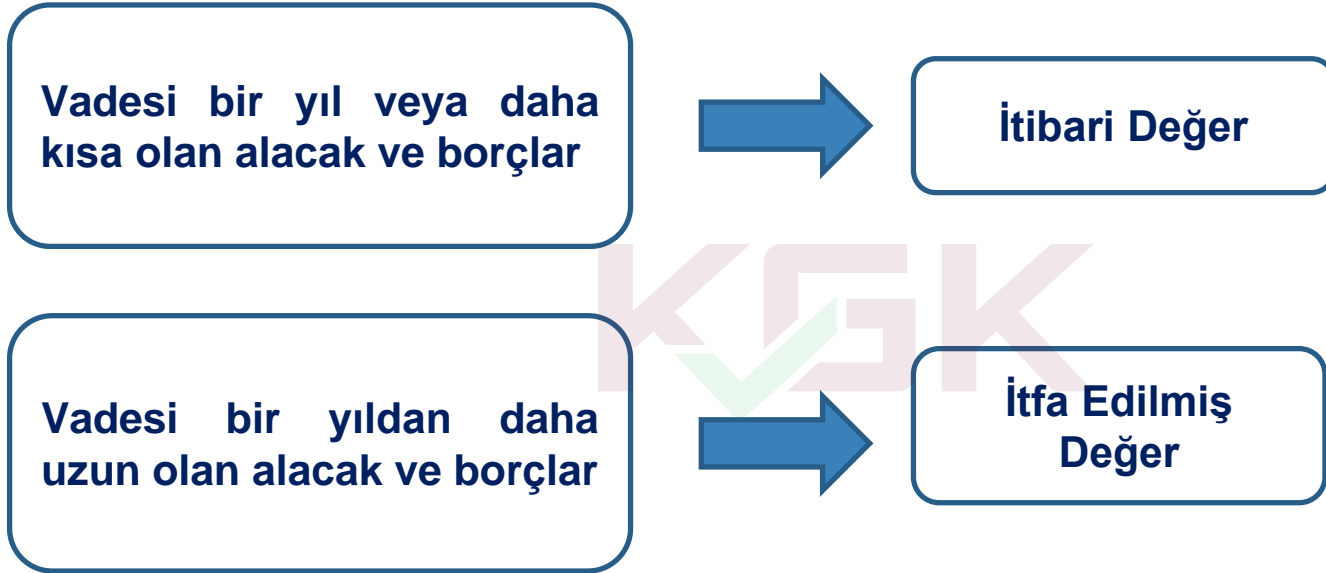 Vadesi bir yıl veya daha
kısa olan alacak ve borçlar
İtibari Değer
KGK
Vadesi bir yıldan daha
uzun olan alacak ve borçlar
İtfa Edilmiş
Değer